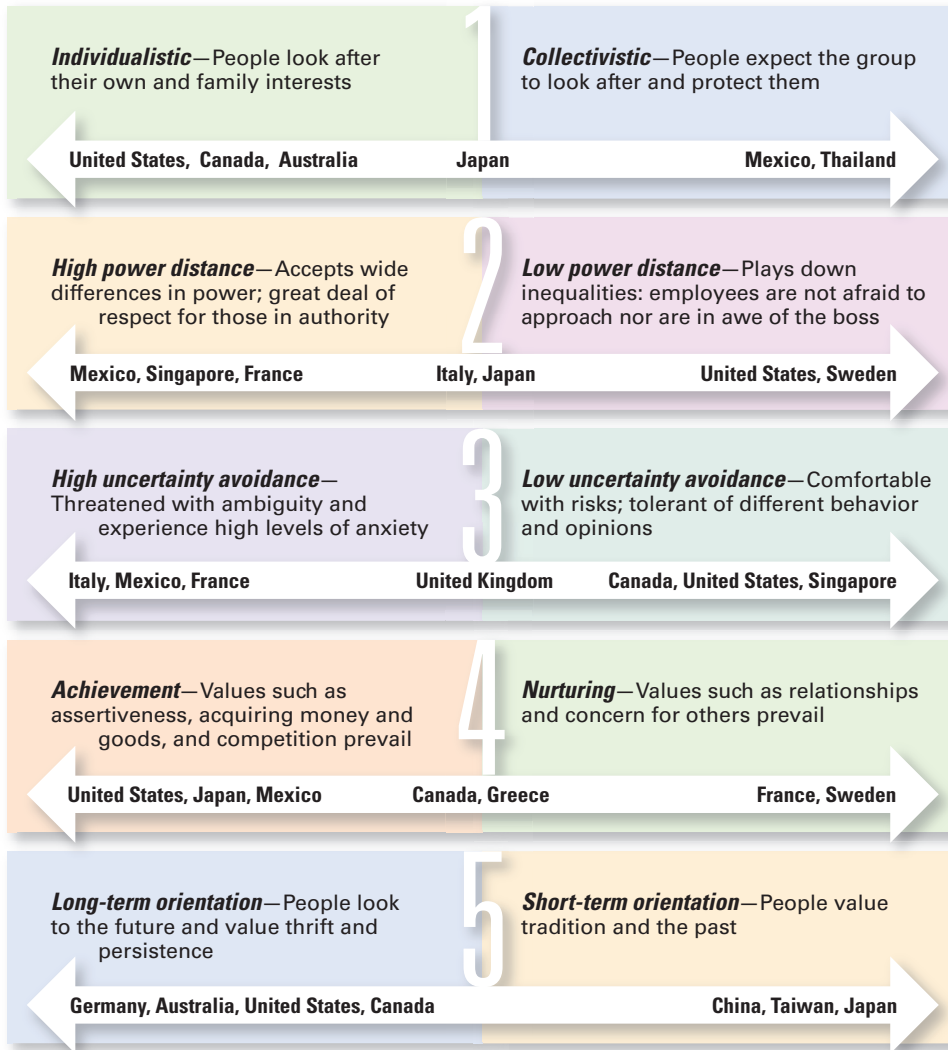 1
Individualistic—People look after
their own and family interests
Collectivistic—People expect the group
to look after and protect them
United States, Canada, Australia
Japan
Mexico, Thailand
2
High power distance—Accepts wide
differences in power; great deal of
respect for those in authority
Low power distance—Plays down
inequalities: employees are not afraid to
approach nor are in awe of the boss
Mexico, Singapore, France
Italy, Japan
United States, Sweden
3
High uncertainty avoidance—
Threatened with ambiguity and
experience high levels of anxiety
Low uncertainty avoidance—Comfortable
with risks; tolerant of different behavior
and opinions
Italy, Mexico, France
United Kingdom
Canada, United States, Singapore
4
Achievement—Values such as
assertiveness, acquiring money and
goods, and competition prevail
Nurturing—Values such as relationships
and concern for others prevail
United States, Japan, Mexico
Canada, Greece
France, Sweden
5
Long-term orientation—People look
to the future and value thrift and
persistence
Short-term orientation—People value
tradition and the past
Germany, Australia, United States, Canada
China, Taiwan, Japan